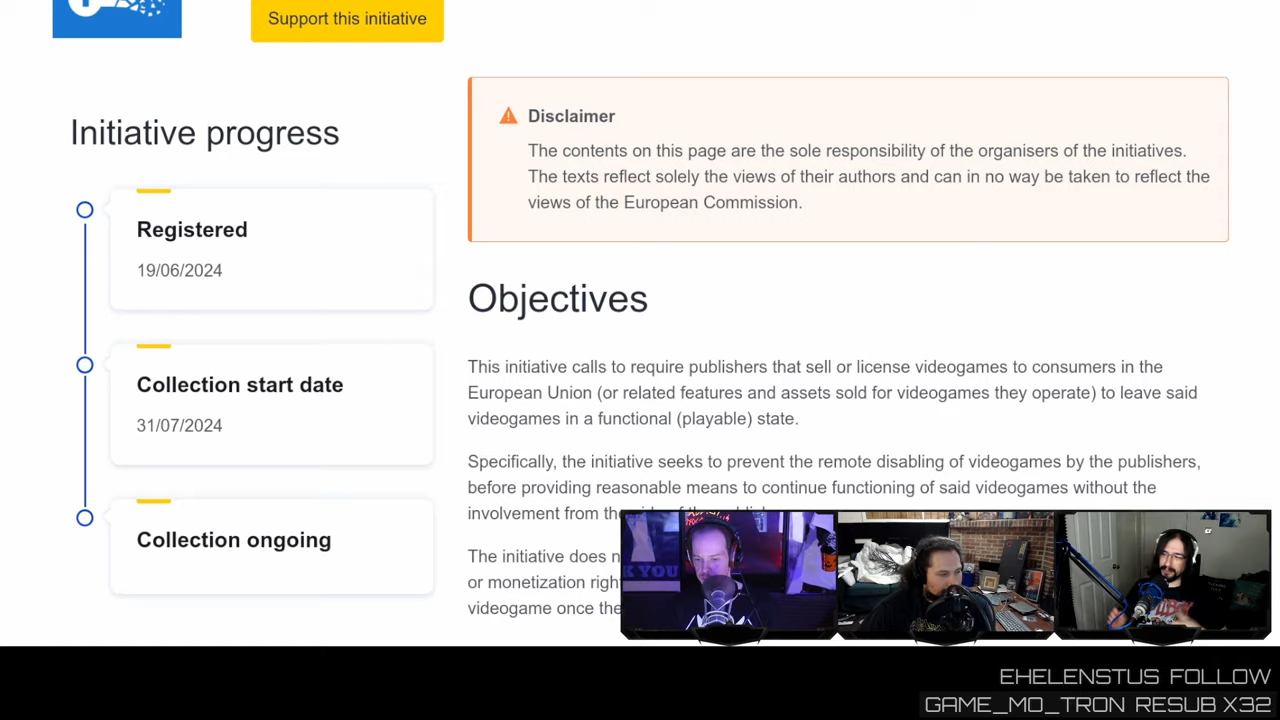 Support this initiative
Initiative progress
Registered
19/06/2024
Collection start date
31/07/2024
Collection ongoing
Disclaimer
The contents on this page are the sole responsibility of the organisers of the initiatives.
The texts reflect solely the views of their authors and can in no way be taken to reflect the
views of the European Commission.
Objectives
This initiative calls to require publishers that sell or license videogames to consumers in the
European Union (or related features and assets sold for videogames they operate) to leave said
videogames in a functional (playable) state.
Specifically, the initiative seeks to prevent the remote disabling of videogames by the publishers,
before providing reasonable means to continue functioning of said videogames without the
involvement from the
The initiative does
or monetization
videogame once
EHELENSTUS FOLLOW
GAME_MO_TRON RESUB X32